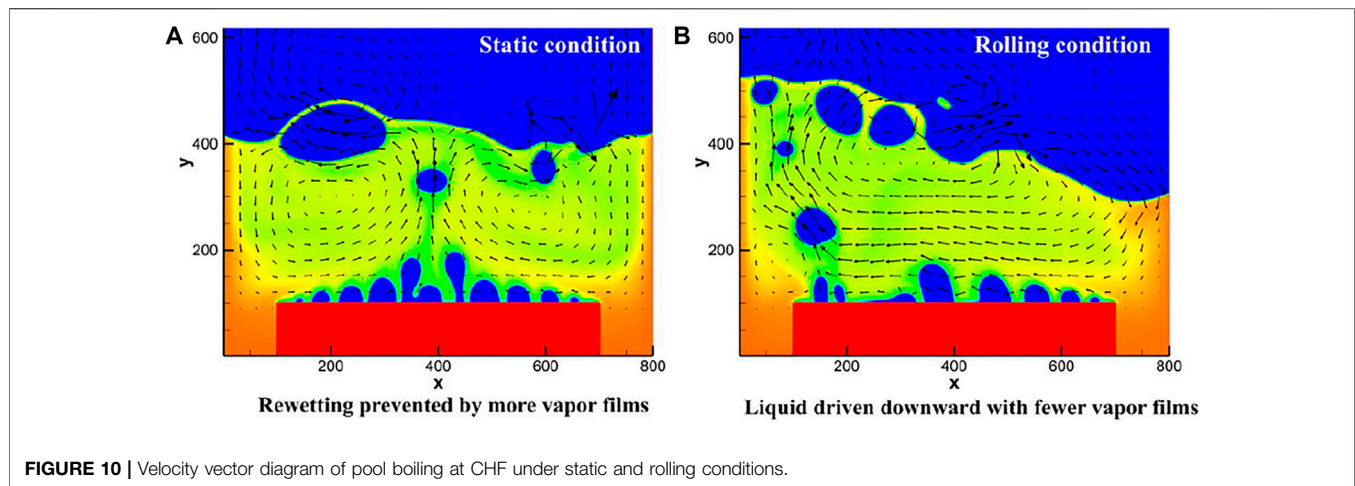 A
Static condition
600
400
200
y
200
400
600
800
x
Rewetting prevented by more vapor films
B
Rolling condition
600
400
200
y
200
400
600
800
x
Liquid driven downward with fewer vapor films
FIGURE 10 | Velocity vector diagram of pool boiling at CHF under static and rolling conditions.